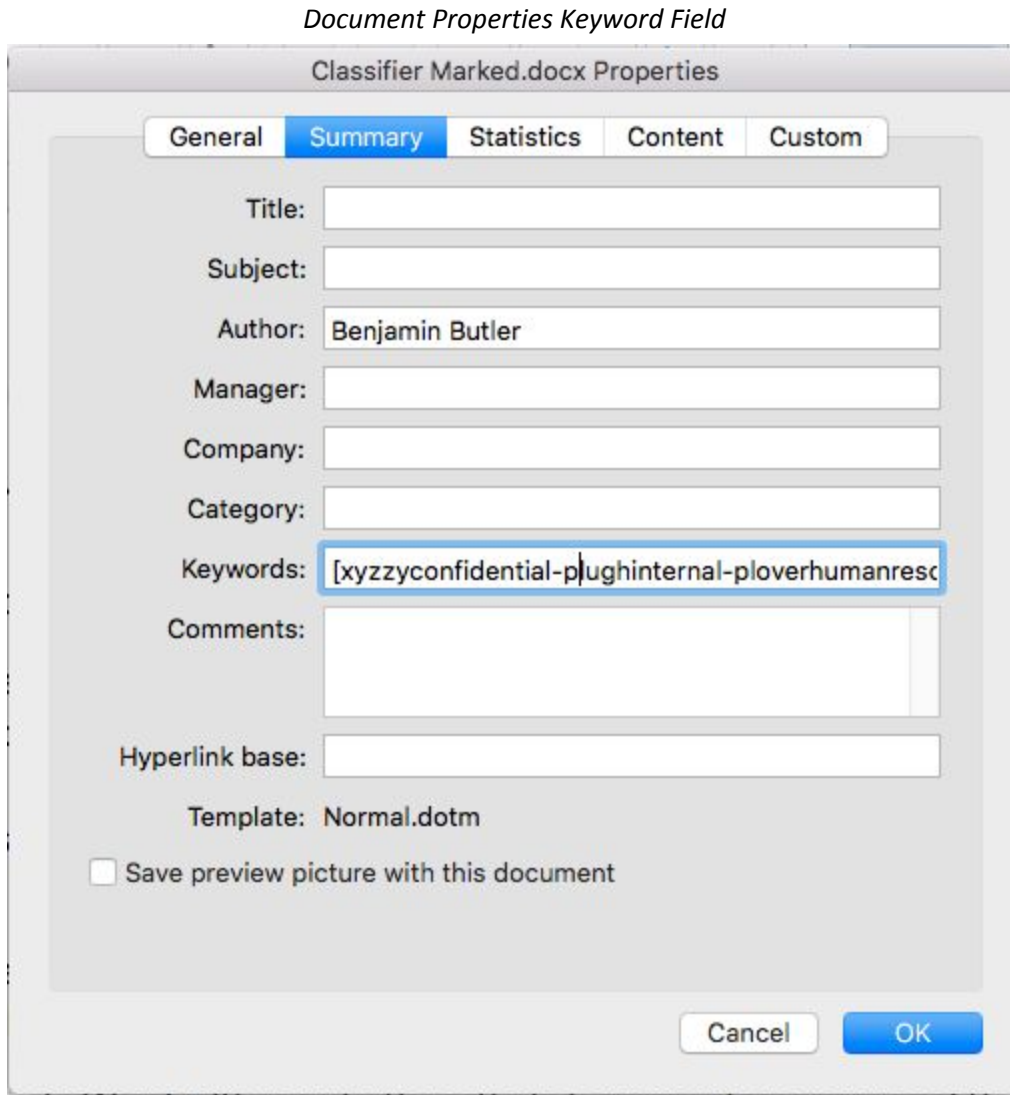 Document Properties Keyword Field
Classifier Marked.docx Properties
General Summary Statistics Content Custom
Title:
Subject:
Author: Benjamin Butler
Manager:
Company:
Category:
Keywords: [xyzzyconfidential-plughinternal-ploverhumanresc
Comments:
Hyperlink base:
Template: Normal.dotm
Save preview picture with this document
Cancel OK